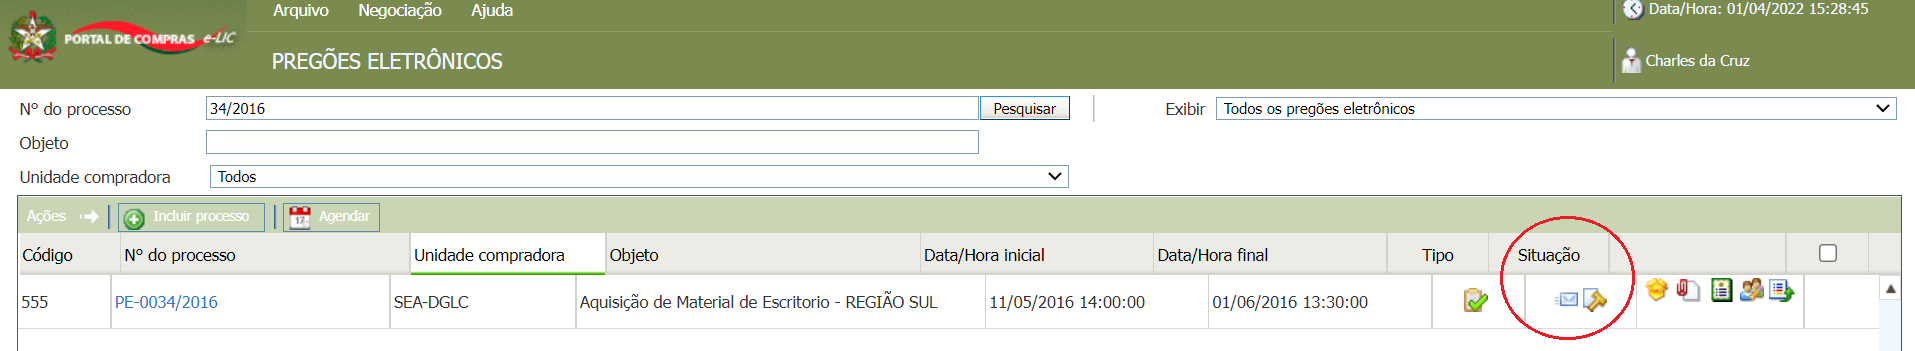 Arquivo Negociação Ajuda
Data/Hora: 01/04/2022 15:28:45
PORTAL DE COMPRAS e-LIC
PREGÕES ELETRÔNICOS
Charles da Cruz
Nº do processo 34/2016 Pesquisar Exibir Todos os pregões eletrônicos
Objeto
Unidade compradora Todos
Ações Incluir processo 17 Agendar
Código Nº do processo Unidade compradora Objeto Data/Hora inicial Data/Hora final Tipo Situação
555 PE-0034/2016 SEA-DGLC Aquisição de Material de Escritorio - REGIÃO SUL 11/05/2016 14:00:00 01/06/2016 13:30:00